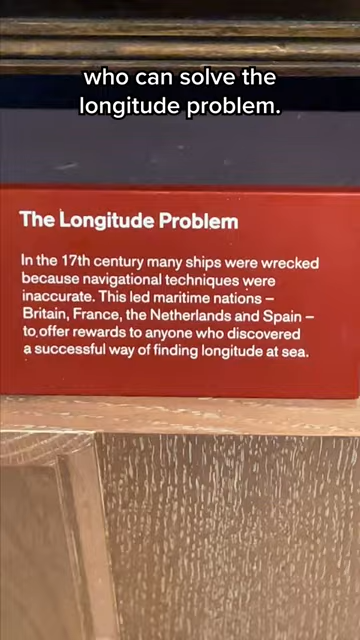 who can solve the
longitude problem.
The Longitude Problem
In the 17th century many ships were wrecked
because navigational techniques were
inaccurate. This led maritime nations –
Britain, France, the Netherlands and Spain –
to offer rewards to anyone who discovered
a successful way of finding longitude at sea.